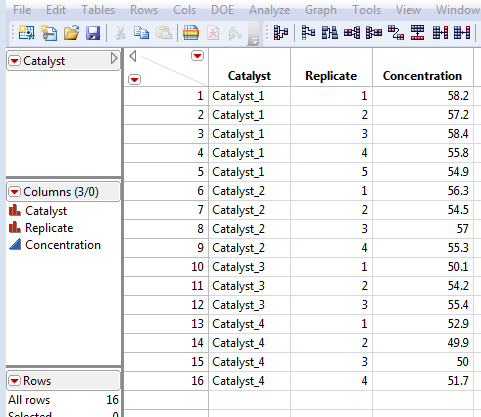 File Edit Tables Rows Cols DOE Analyze Graph Tools View Window
Catalyst
Catalyst Replicate Concentration
1 Catalyst_1 1 58.2
2 Catalyst_1 2 57.2
3 Catalyst_1 3 58.4
4 Catalyst_1 4 55.8
5 Catalyst_1 5 54.9
6 Catalyst_2 1 56.3
7 Catalyst_2 2 54.5
8 Catalyst_2 3 57
9 Catalyst_2 4 55.3
10 Catalyst_3 1 50.1
11 Catalyst_3 2 54.2
12 Catalyst_3 3 55.4
13 Catalyst_4 1 52.9
14 Catalyst_4 2 49.9
15 Catalyst_4 3 50
16 Catalyst_4 4 51.7
Columns (3/0)
Catalyst
Replicate
Concentration
Rows
All rows 16
Selected 0